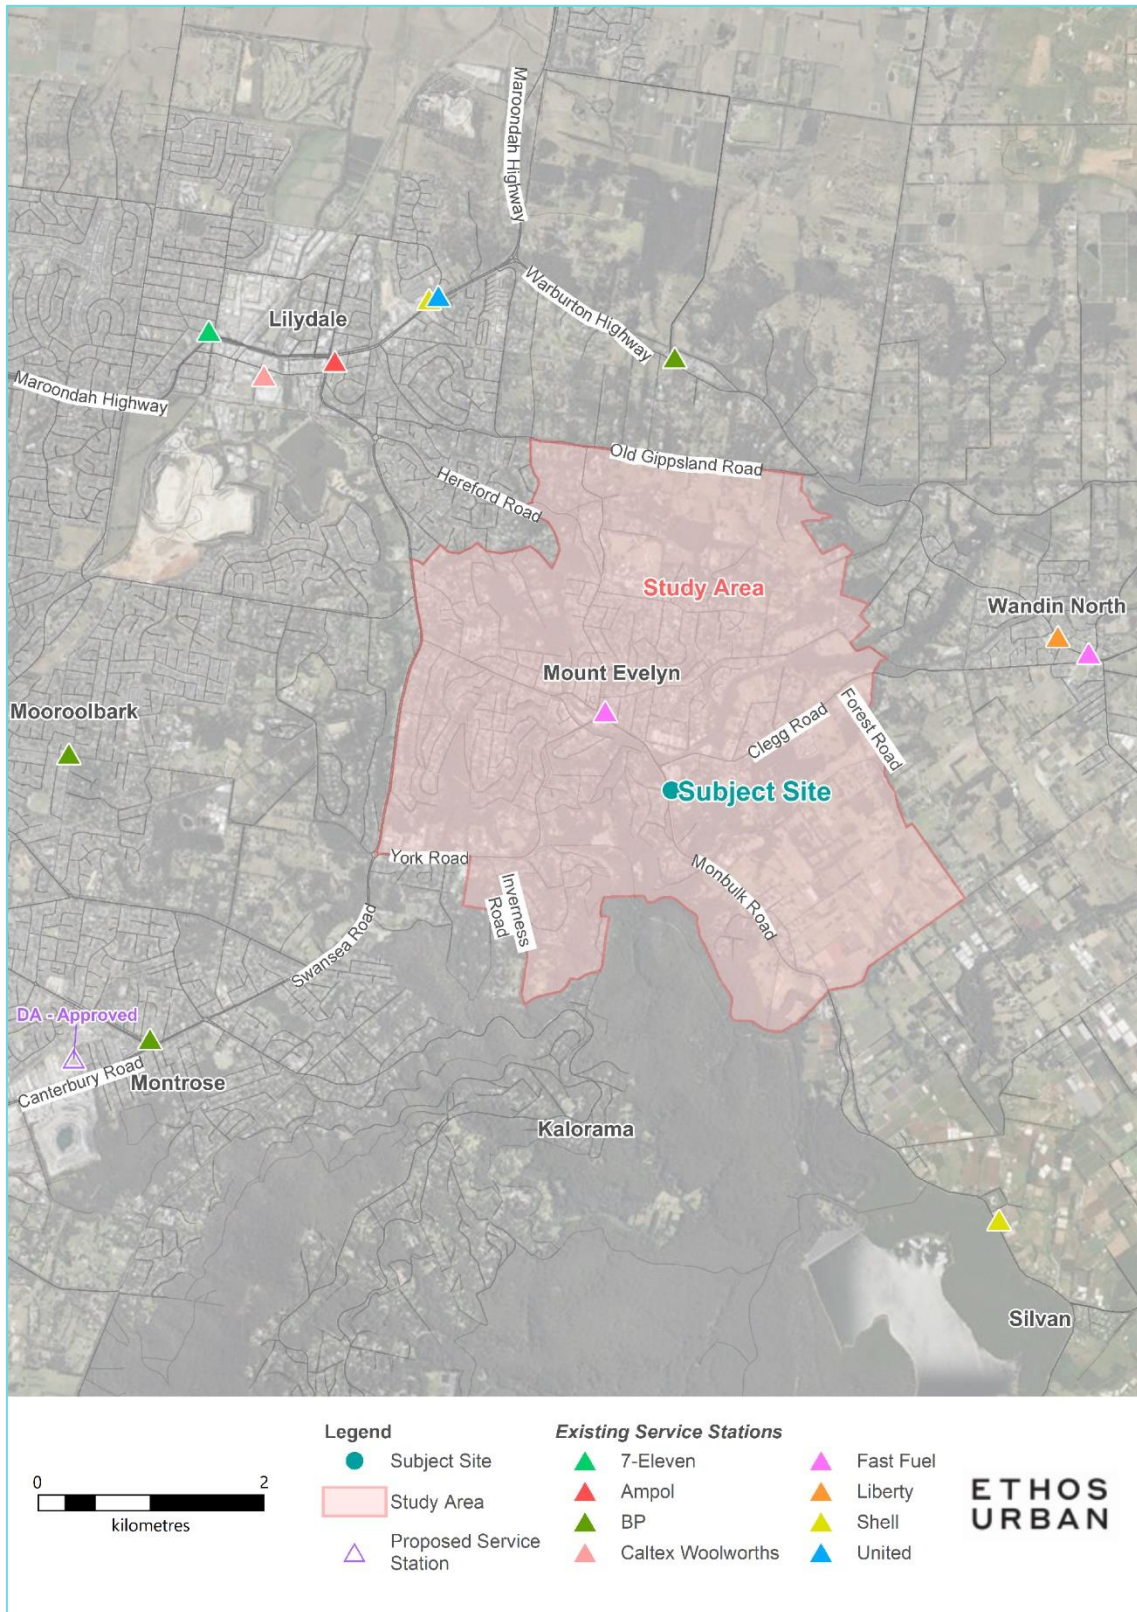 Maroondah Highway
Warburton Highway
Lilydale
Maroondah Highway
Old Gippsland Road
Hereford Road
Study Area
Wandin North
Mount Evelyn
Mooroolbark
Clegg Road
Forest Road
Subject Site
York Road
Monbulk Road
Inverness
Road
Swansea Road
DA - Approved
Canterbury Road
Montrose
Kalorama
Silvan
Legend
Subject Site
Study Area
Proposed Service
Station
Existing Service Stations
7-Eleven
Ampol
BP
Caltex Woolworths
Fast Fuel
Liberty
Shell
United
0 2
kilometres
ETHOS
URBAN